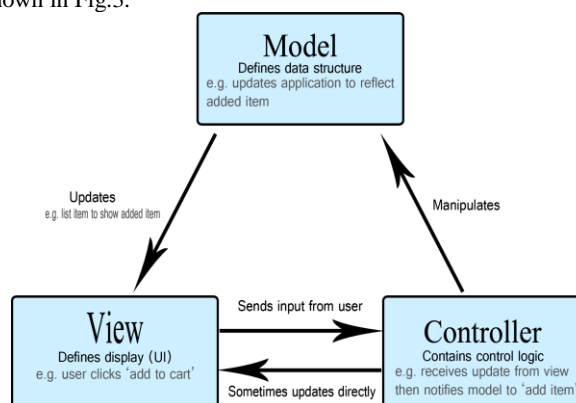 own in Fig.3.
Model
Defines data structure
e.g. updates application to reflect
added item
Updates
e.g. list item to show added item
Manipulates
View
Defines display (UI)
e.g. user clicks ‘add to cart’
Sends input from user
Sometimes updates directly
Controller
Contains control logic
e.g. receives update from view
then notifies model to ‘add item’